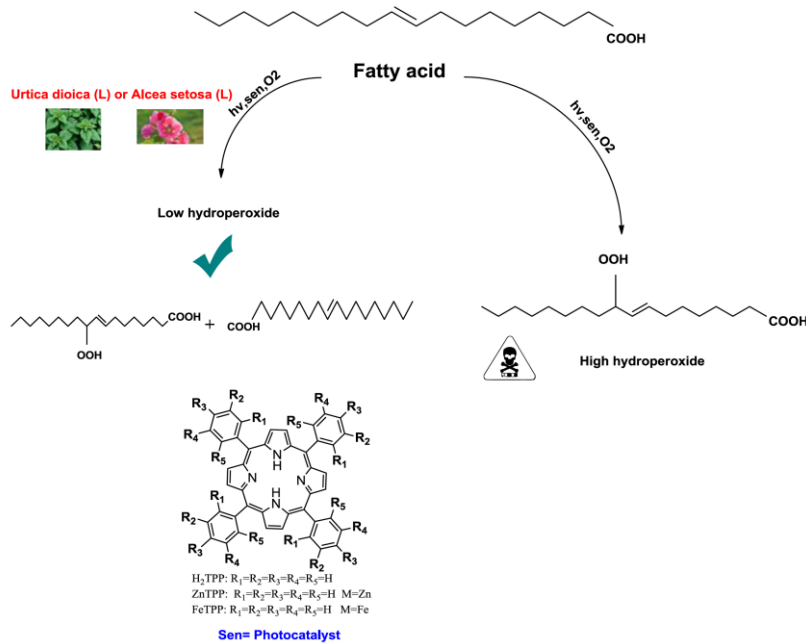 COOH
Fatty acid
Urtica dioica (L) or Alcea setosa (L)
hv,sen,O2
hv,sen,O2
Low hydroperoxide
OOH
COOH
OOH
+
COOH
COOH
High hydroperoxide
R4
R3
R2
R1
R5
R3
R4
R2
R5
R1
N
H
N
N
H
N
R1
R2
R3
R4
R5
R5
R4
R1
R2
R3
H2TPP: R1=R2=R3=R4=R5=H
ZnTPP: R1=R2=R3=R4=R5=H M=Zn
FeTPP: R1=R2=R3=R4=R5=H M=Fe
Sen= Photocatalyst